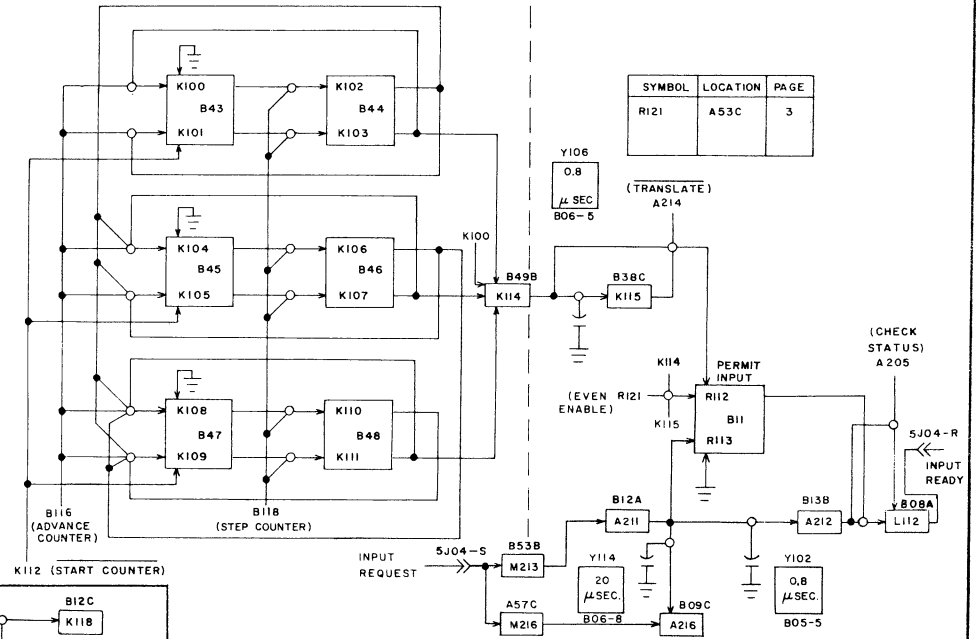 K100
B43
K101
K102
B44
K103
K104
B45
K105
K106
B46
K107
K108
B47
K109
K110
B48
K111
B116
(ADVANCE
COUNTER)
B118
(STEP COUNTER)
K112 (START COUNTER)
B12C
K118
SYMBOL LOCATION PAGE
R121 A53C 3
Y106
0.8
μ SEC
B06-5
(TRANSLATE)
A214
K100
B49B
K114
B38C
K115
(CHECK
STATUS)
A205
K114
(EVEN R121
ENABLE)
K115
PERMIT
INPUT
R112
B11
R113
5J04-R
INPUT
READY
B08A
L112
B12A
A211
B13B
A212
INPUT
REQUEST
5J04-S
B53B
M213
A57C
M216
Y114
20
μSEC.
B06-8
B09C
A216
Y102
0.8
μSEC.
B05-5